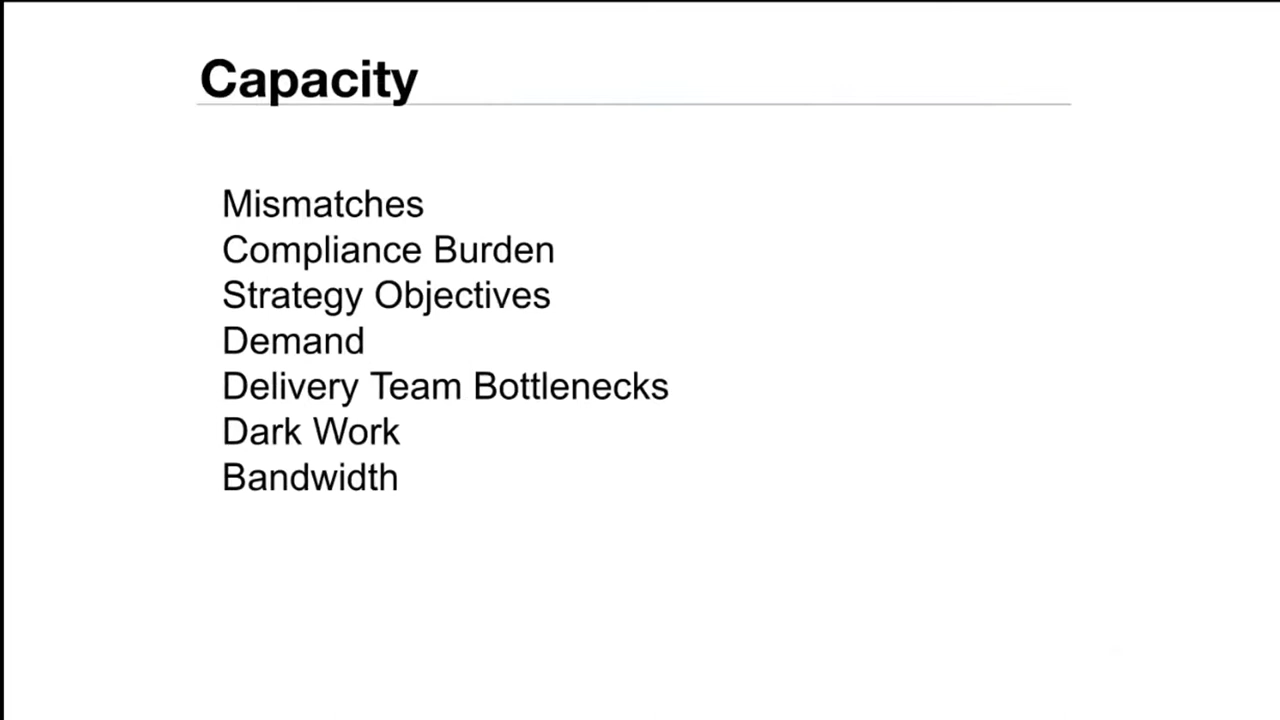 Capacity
Mismatches
Compliance Burden
Strategy Objectives
Demand
Delivery Team Bottlenecks
Dark Work
Bandwidth